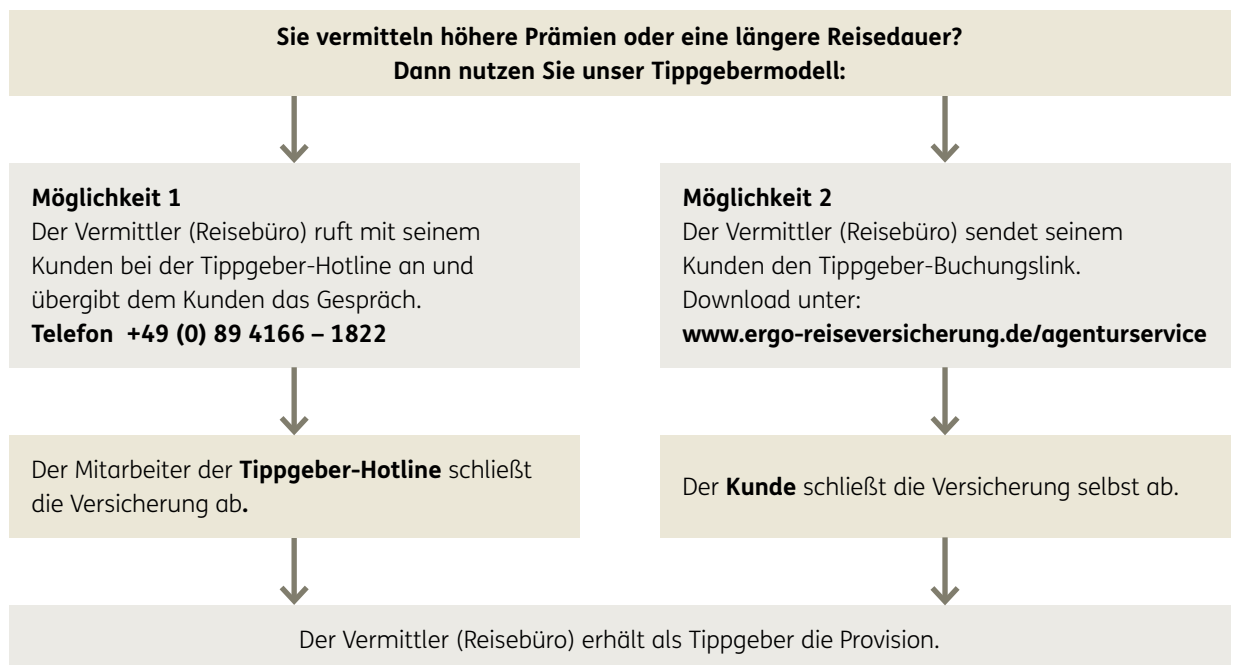 Sie vermitteln höhere Prämien oder eine längere Reisedauer?
Dann nutzen Sie unser Tippgebermodell:
Möglichkeit 1
Der Vermittler (Reisebüro) ruft mit seinem
Kunden bei der Tippgeber-Hotline an und
übergibt dem Kunden das Gespräch.
Telefon +49 (0) 89 4166 – 1822
Möglichkeit 2
Der Vermittler (Reisebüro) sendet seinem
Kunden den Tippgeber-Buchungslink.
Download unter:
www.ergo-reiseversicherung.de/agenturservice
Der Mitarbeiter der Tippgeber-Hotline schließt
die Versicherung ab.
Der Kunde schließt die Versicherung selbst ab.
Der Vermittler (Reisebüro) erhält als Tippgeber die Provision.